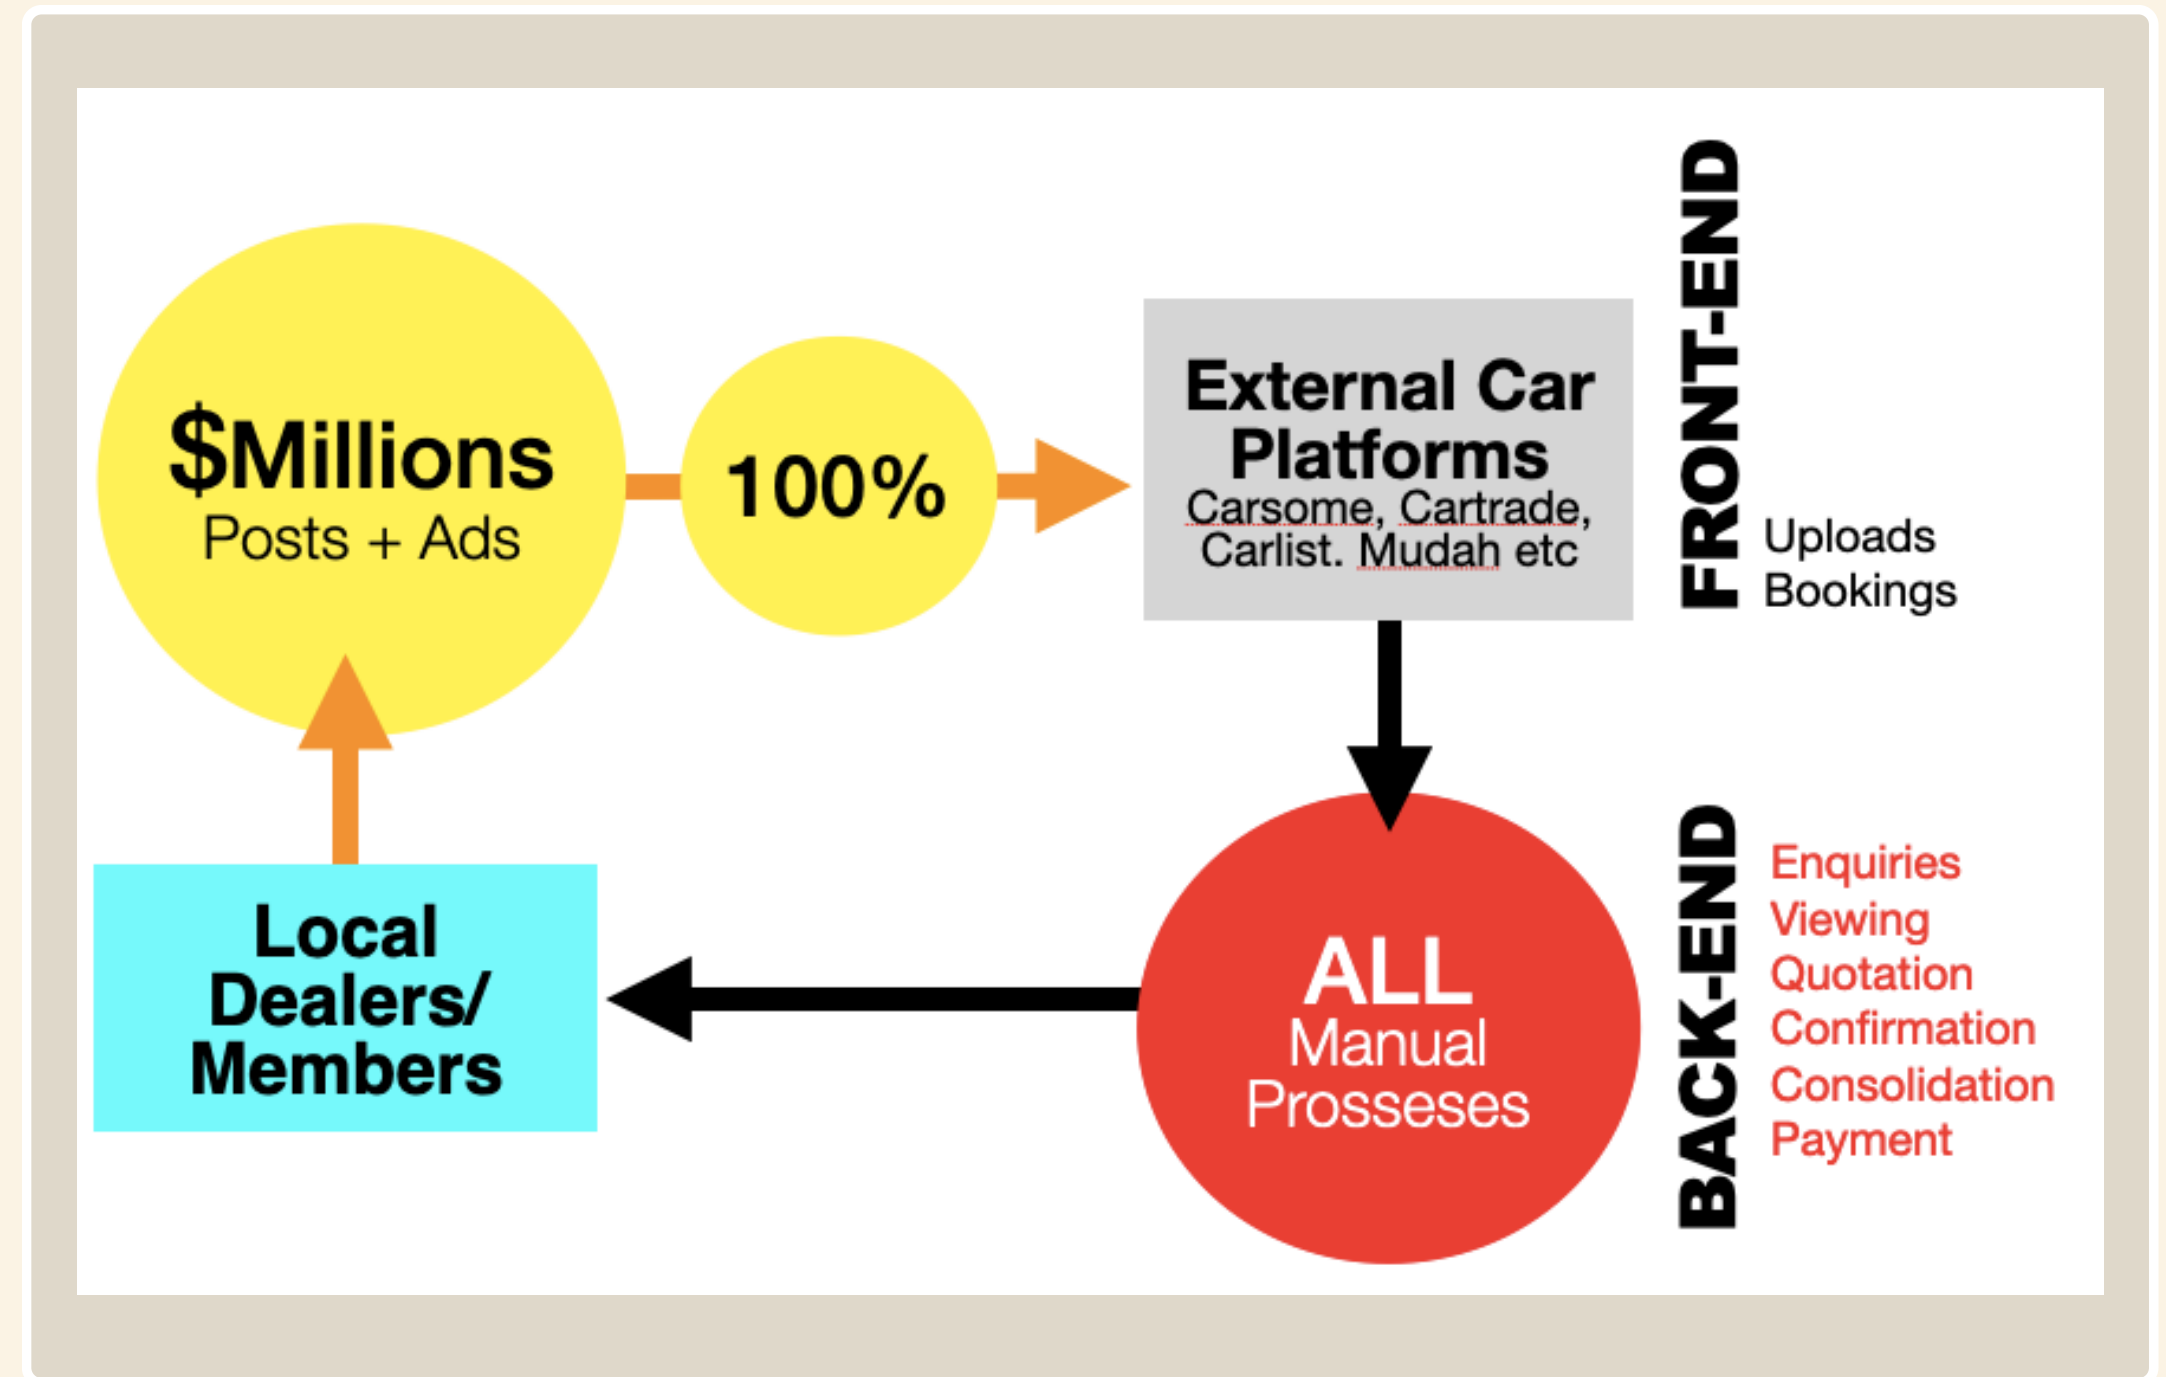 $Millions
Posts + Ads
100%
External Car
Platforms
Carsome, Cartrade,
Carlist. Mudah etc
FRONT-END
Uploads
Bookings
Local
Dealers/
Members
ALL
Manual
Prosseses
BACK-END
Enquiries
Viewing
Quotation
Confirmation
Consolidation
Payment